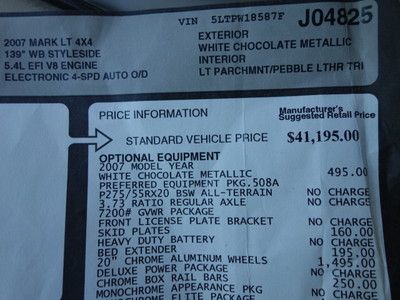 VIN 5LTPW18587F J04825
2007 MARK LT 4X4
139" WB STYLESIDE
5.4L EFI V8 ENGINE
ELECTRONIC 4-SPD AUTO O/D
EXTERIOR
WHITE CHOCOLATE METALLIC
INTERIOR
LT PARCHMNT/PEBBLE LTHR TRI
PRICE INFORMATION
Manufacturer's
Suggested Retail Price
STANDARD VEHICLE PRICE $41,195.00
OPTIONAL EQUIPMENT
2007 MODEL YEAR
WHITE CHOCOLATE METALLIC 495.00
PREFERRED EQUIPMENT PKG.508A
P275/55RX20 BSW ALL-TERRAIN NO CHARGE
3.73 RATIO REGULAR AXLE NO CHARGE
7200# GVWR PACKAGE
FRONT LICENSE PLATE BRACKET NO CHARGE
SKID PLATES 160.00
HEAVY DUTY BATTERY NO CHARGE
BED EXTENDER 195.00
20" CHROME ALUMINUM WHEELS 1,495.00
DELUXE POWER PACKAGE NO CHARGE
CHROME BOX RAIL BARS 250.00
MONOCHROME APPEARANCE PKG NO CHARGE